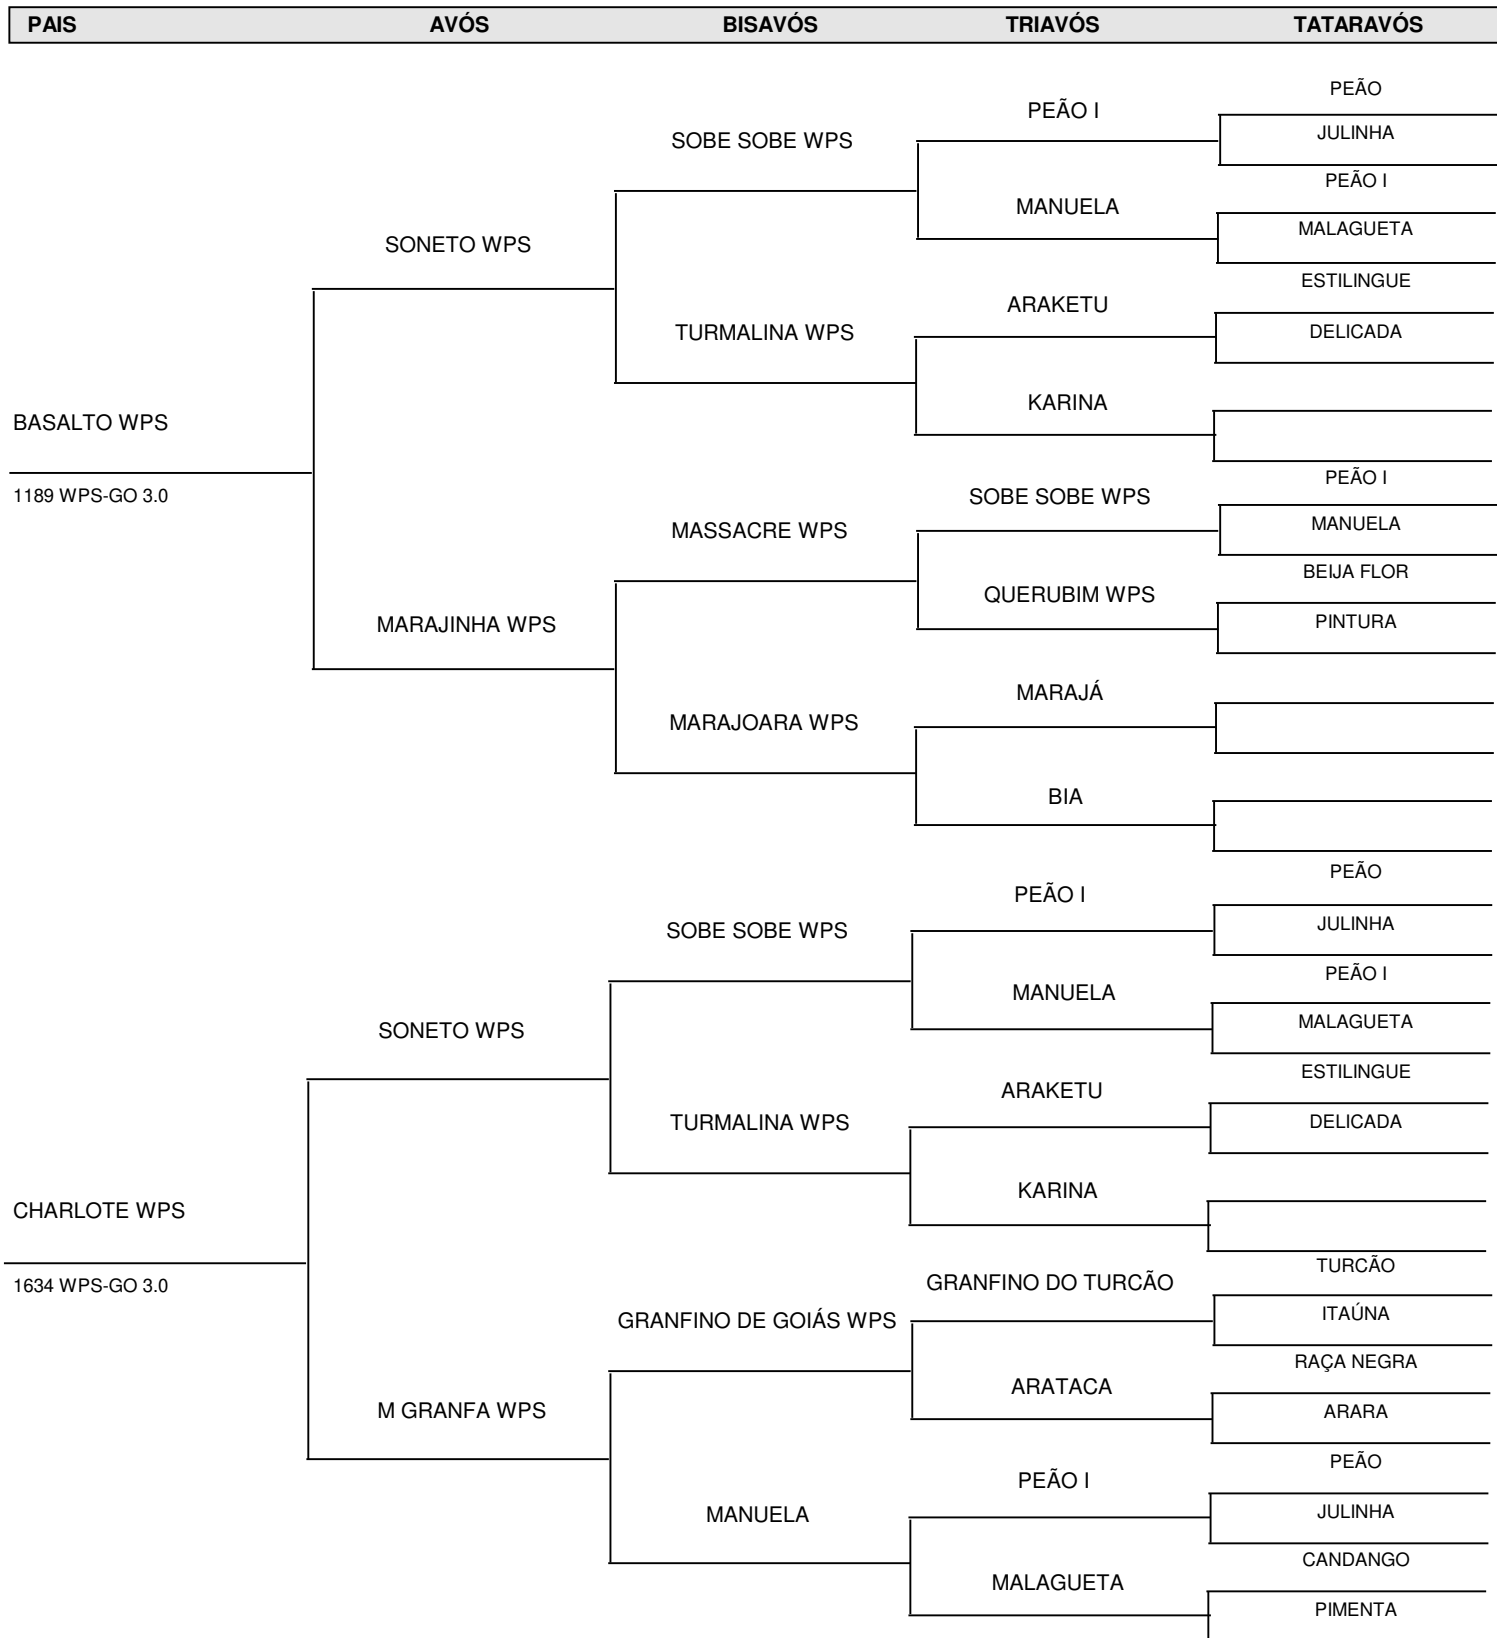 PAIS AVÓS BISAVÓS TRIAVÓS TATARAVÓS
PEÃO
PEÃO I
JULINHA
SOBE SOBE WPS
PEÃO I
MANUELA
MALAGUETA
SONETO WPS
ESTILINGUE
ARAKETU
TURMALINA WPS
DELICADA
KARINA
BASALTO WPS
PEÃO I
1189 WPS-GO 3.0
SOBE SOBE WPS
MANUELA
MASSACRE WPS
BEIJA FLOR
QUERUBIM WPS
PINTURA
MARAJINHA WPS
MARAJÁ
MARAJOARA WPS
BIA
PEÃO
PEÃO I
JULINHA
SOBE SOBE WPS
PEÃO I
MANUELA
MALAGUETA
SONETO WPS
ESTILINGUE
ARAKETU
TURMALINA WPS
DELICADA
KARINA
CHARLOTE WPS
TURCÃO
1634 WPS-GO 3.0
GRANFINO DO TURCÃO
ITAÚNA
GRANFINO DE GOIÁS WPS
RAÇA NEGRA
ARATACA
ARARA
M GRANFA WPS
PEÃO
PEÃO I
JULINHA
MANUELA
CANDANGO
MALAGUETA
PIMENTA